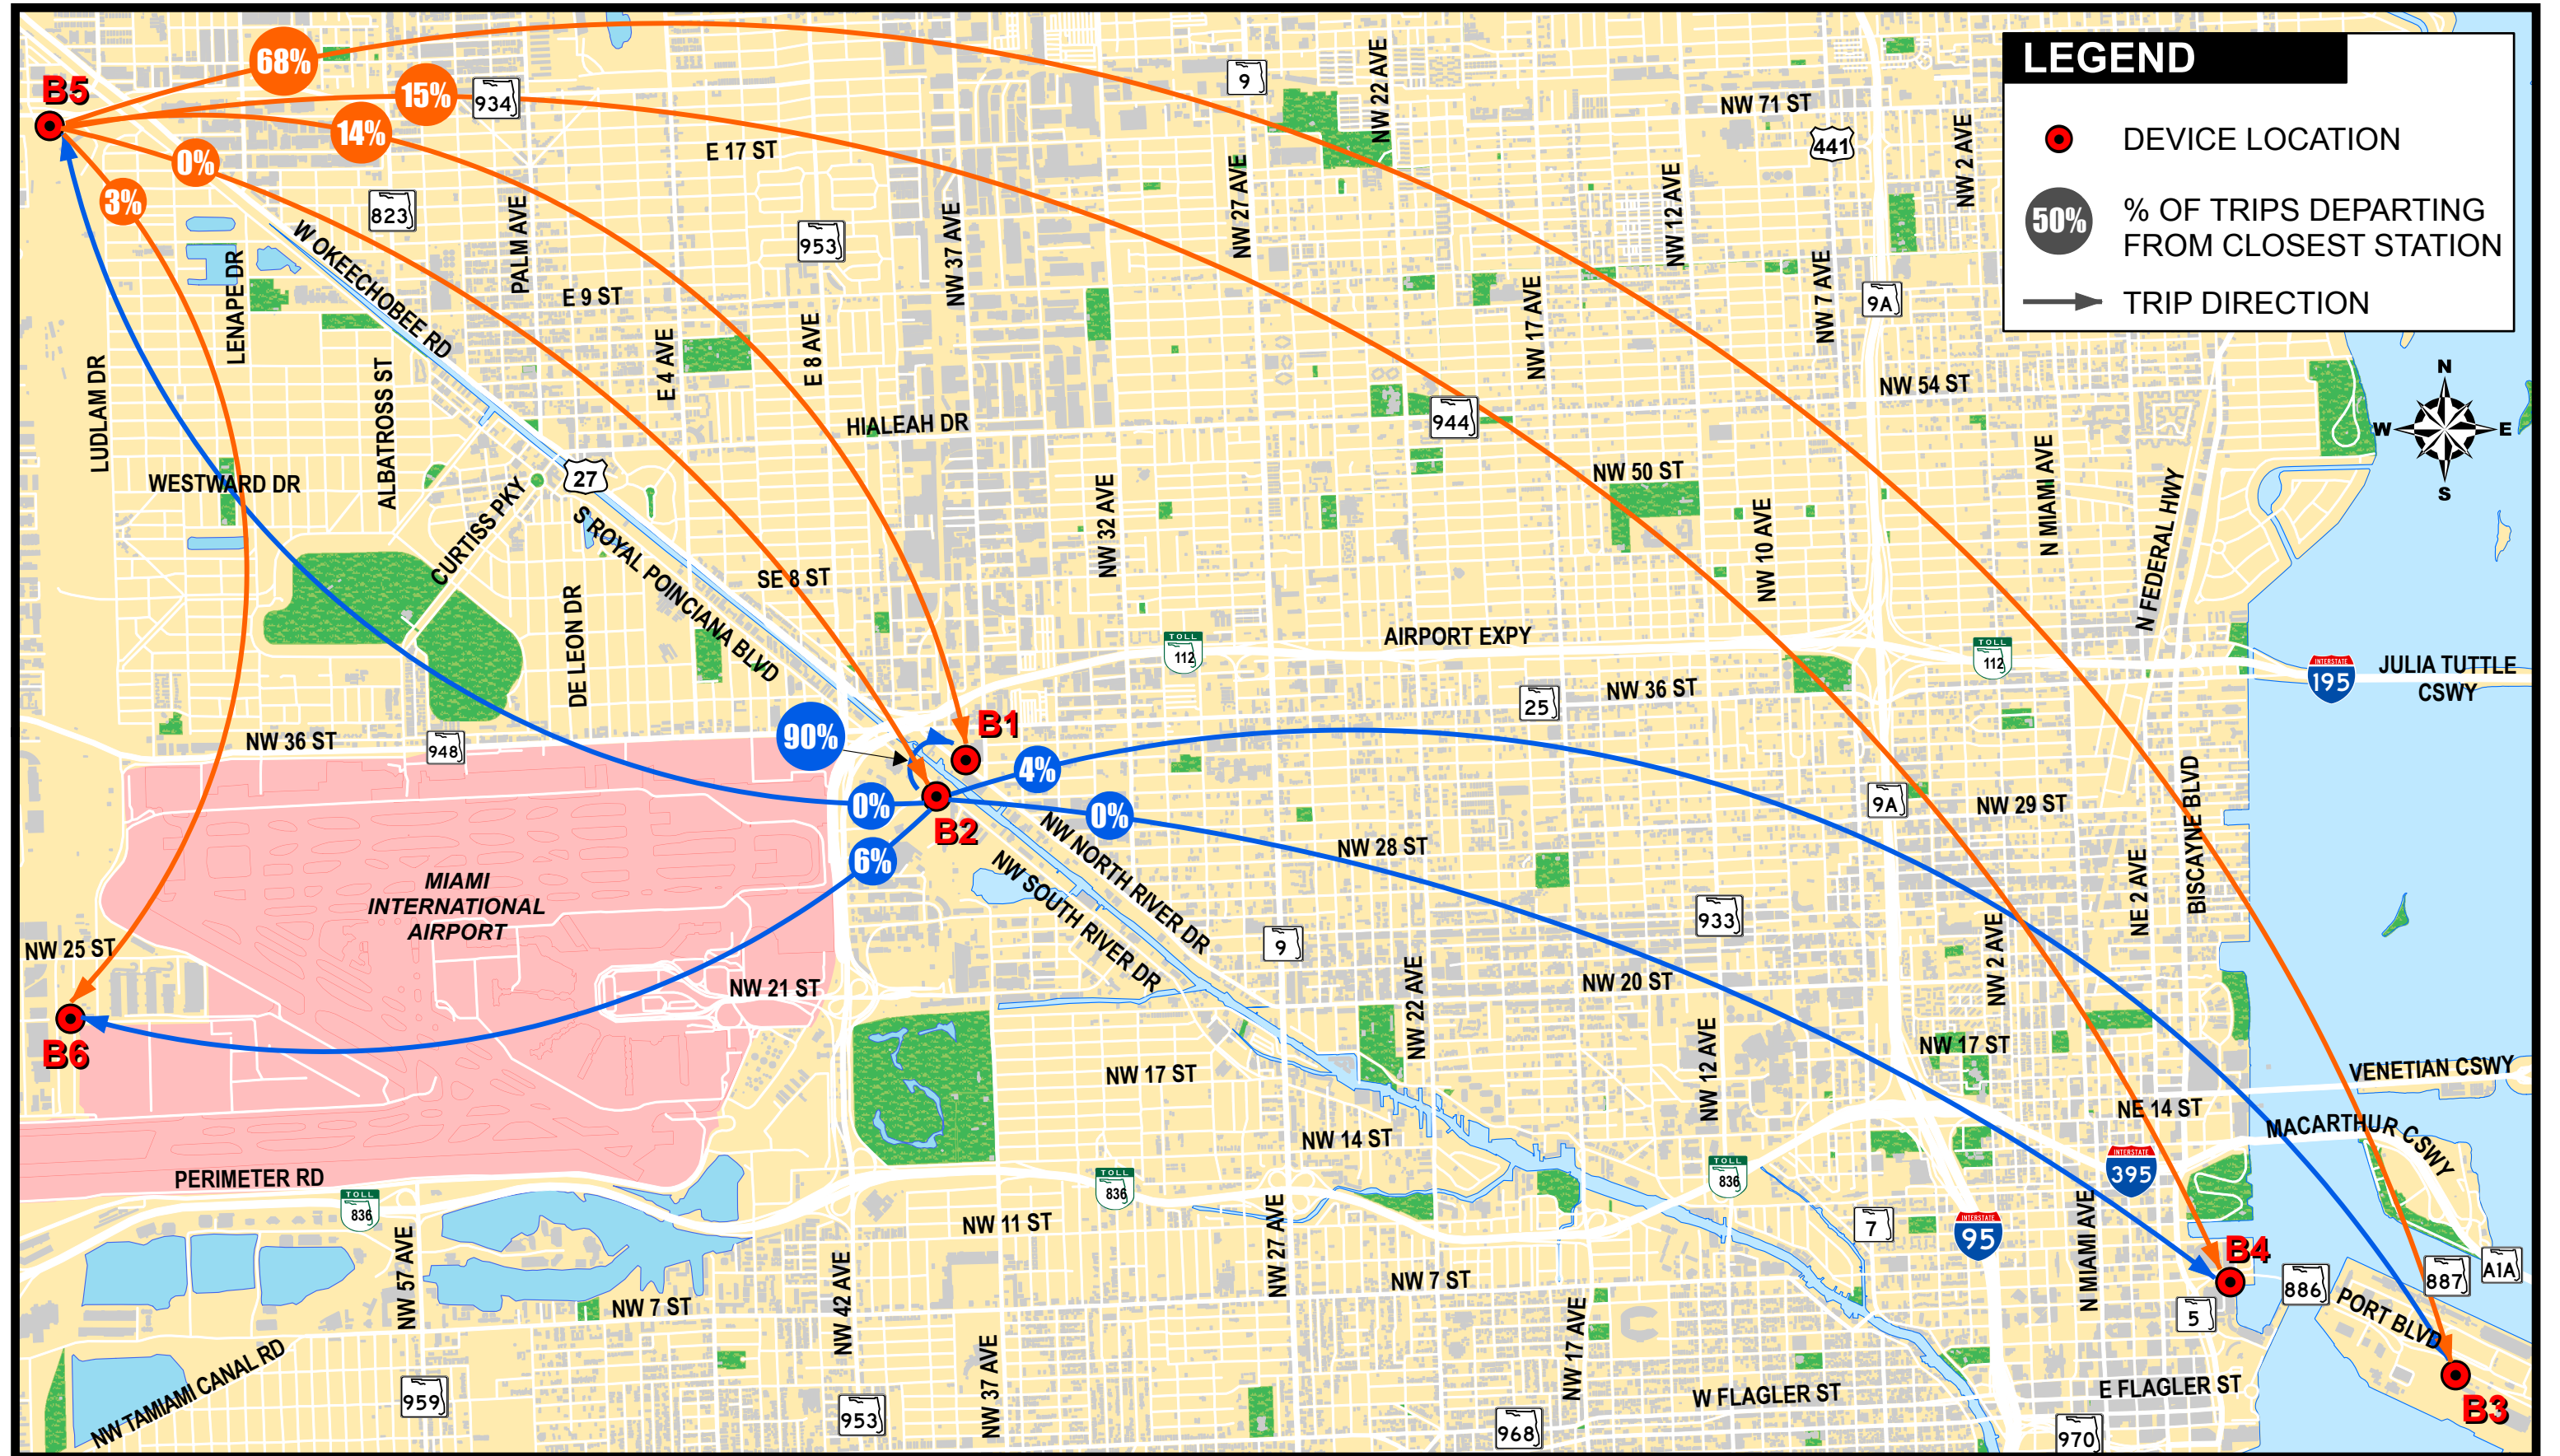 LEGEND
DEVICE LOCATION
50%
% OF TRIPS DEPARTING
FROM CLOSEST STATION
TRIP DIRECTION
B5
68%
15%
14%
0%
3%
934
9
NW 22 AVE
NW 71 ST
441
NW 2 AVE
E 17 ST
823
PALM AVE
953
NW 37 AVE
NW 27 AVE
NW 12 AVE
W OKEECHOBEE RD
LENAPE DR
E 9 ST
E 4 AVE
E 8 AVE
NW 17 AVE
NW 7 AVE
9A
LUDLAM DR
ALBATROSS ST
HIALEAH DR
944
NW 54 ST
N
W
E
S
WESTWARD DR
27
CURTISS PKY
S ROYAL POINCIANA BLVD
SE 8 ST
DE LEON DR
NW 32 AVE
NW 50 ST
NW 10 AVE
N MIAMI AVE
N FEDERAL HWY
AIRPORT EXPY
TOLL
112
TOLL
112
INTERSTATE
195
JULIA TUTTLE
CSWY
NW 36 ST
25
NW 36 ST
948
90%
B1
4%
0%
B2
0%
6%
NW 28 ST
9A
NW 29 ST
BISCAYNE BLVD
NE 2 AVE
NW NORTH RIVER DR
NW SOUTH RIVER DR
MIAMI
INTERNATIONAL
AIRPORT
NW 25 ST
B6
NW 21 ST
9
NW 22 AVE
NW 20 ST
933
NW 2 AVE
NW 17 ST
NW 12 AVE
NW 17 ST
VENETIAN CSWY
NE 14 ST
MACARTHUR CSWY
NW 14 ST
PERIMETER RD
TOLL
836
TOLL
836
TOLL
836
INTERSTATE
395
NW 57 AVE
NW 42 AVE
NW 11 ST
NW 27 AVE
7
INTERSTATE
95
N MIAMI AVE
B4
886
887
A1A
5
PORT BLVD
NW 7 ST
NW 7 ST
NW 37 AVE
NW 17 AVE
NW TAMIAMI CANAL RD
959
953
968
W FLAGLER ST
970
E FLAGLER ST
B3